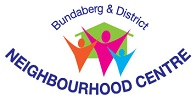 Bundaberg & District
NEIGHBOURHOOD CENTRE